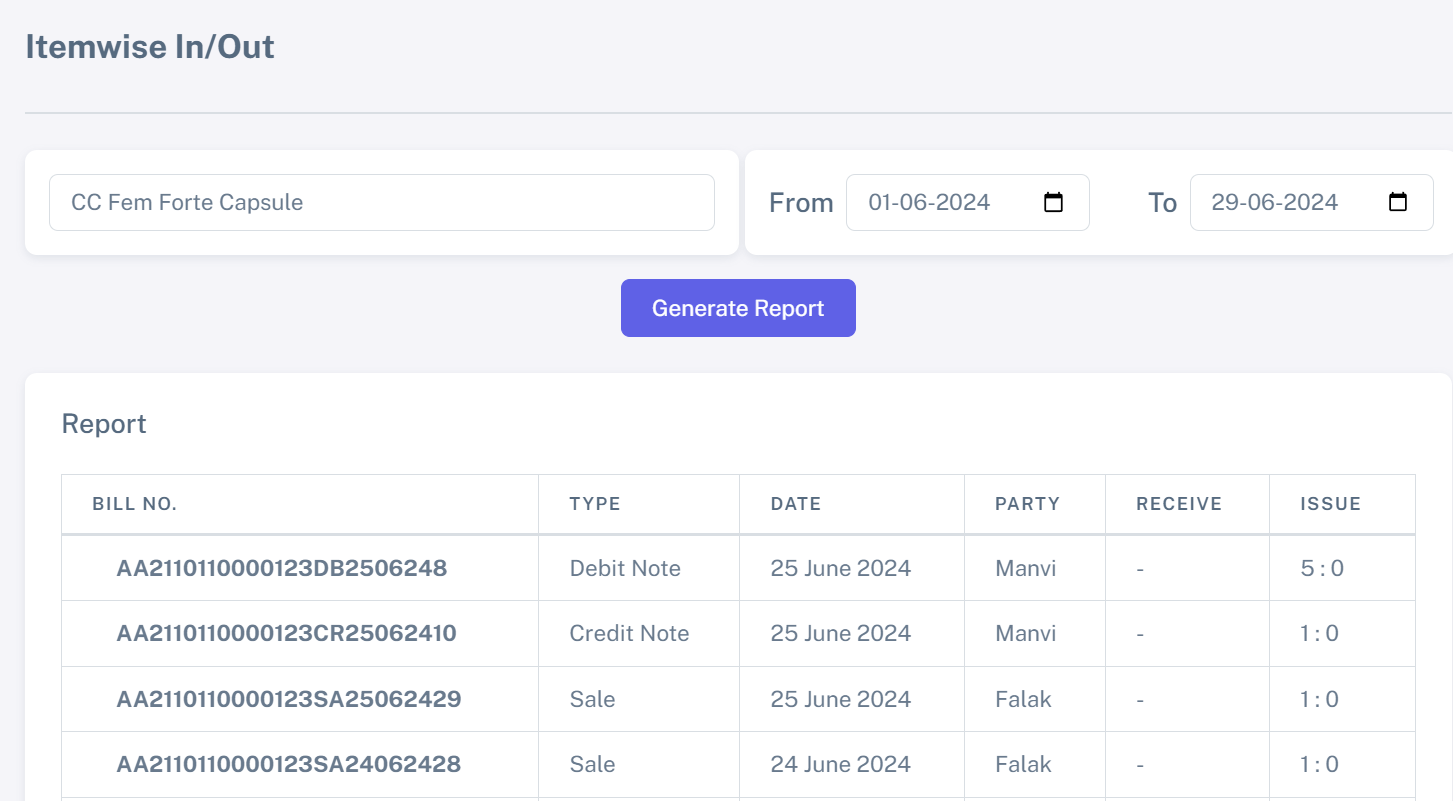 Itemwise In/Out
CC Fem Forte Capsule
From 01-06-2024 To 29-06-2024
Generate Report
Report
BILL NO. TYPE DATE PARTY RECEIVE ISSUE
AA2110110000123DB2506248 Debit Note 25 June 2024 Manvi - 5 : 0
AA2110110000123CR25062410 Credit Note 25 June 2024 Manvi - 1 : 0
AA2110110000123SA25062429 Sale 25 June 2024 Falak - 1 : 0
AA2110110000123SA24062428 Sale 24 June 2024 Falak - 1 : 0